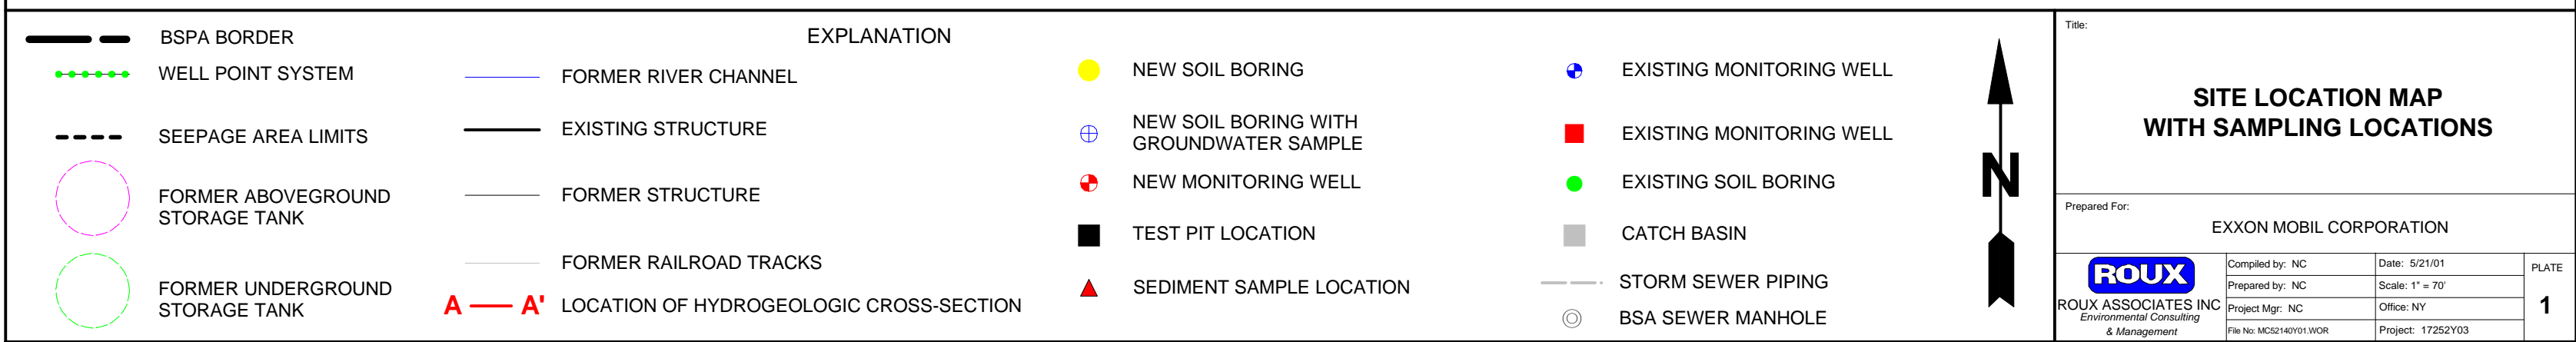 EXPLANATION
BSPA BORDER
WELL POINT SYSTEM
SEEPAGE AREA LIMITS
FORMER ABOVEGROUND
STORAGE TANK
FORMER UNDERGROUND
STORAGE TANK
FORMER RIVER CHANNEL
EXISTING STRUCTURE
FORMER STRUCTURE
FORMER RAILROAD TRACKS
A A' LOCATION OF HYDROGEOLOGIC CROSS-SECTION
NEW SOIL BORING
NEW SOIL BORING WITH
GROUNDWATER SAMPLE
NEW MONITORING WELL
TEST PIT LOCATION
SEDIMENT SAMPLE LOCATION
EXISTING MONITORING WELL
EXISTING MONITORING WELL
EXISTING SOIL BORING
CATCH BASIN
STORM SEWER PIPING
BSA SEWER MANHOLE
N
Title:
SITE LOCATION MAP
WITH SAMPLING LOCATIONS
Prepared For:
EXXON MOBIL CORPORATION
ROUX
ROUX ASSOCIATES INC
Environmental Consulting
& Management
Compiled by: NC
Date: 5/21/01
Prepared by: NC
Scale: 1" = 70'
Project Mgr: NC
Office: NY
File No: MC52140Y01.WOR
Project: 17252Y03
PLATE
1